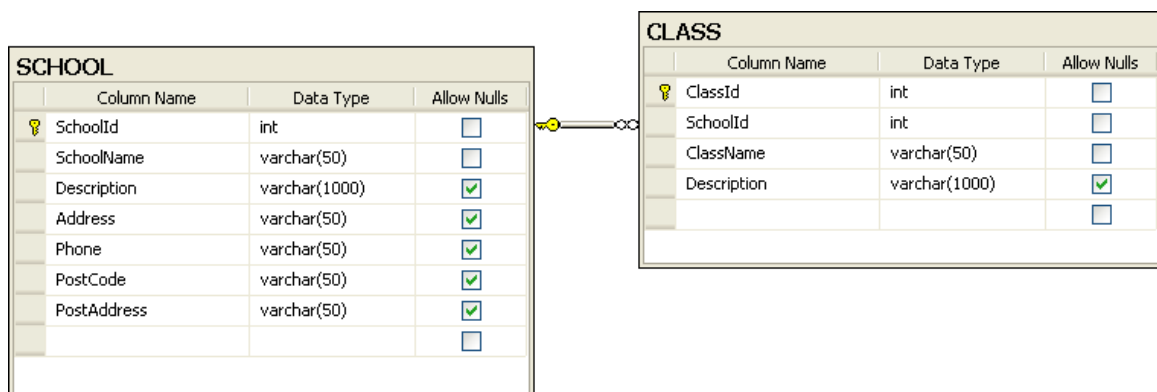 SCHOOL
Column Name Data Type Allow Nulls
SchoolId int
SchoolName varchar(50)
Description varchar(1000)
Address varchar(50)
Phone varchar(50)
PostCode varchar(50)
PostAddress varchar(50)
CLASS
Column Name Data Type Allow Nulls
ClassId int
SchoolId int
ClassName varchar(50)
Description varchar(1000)